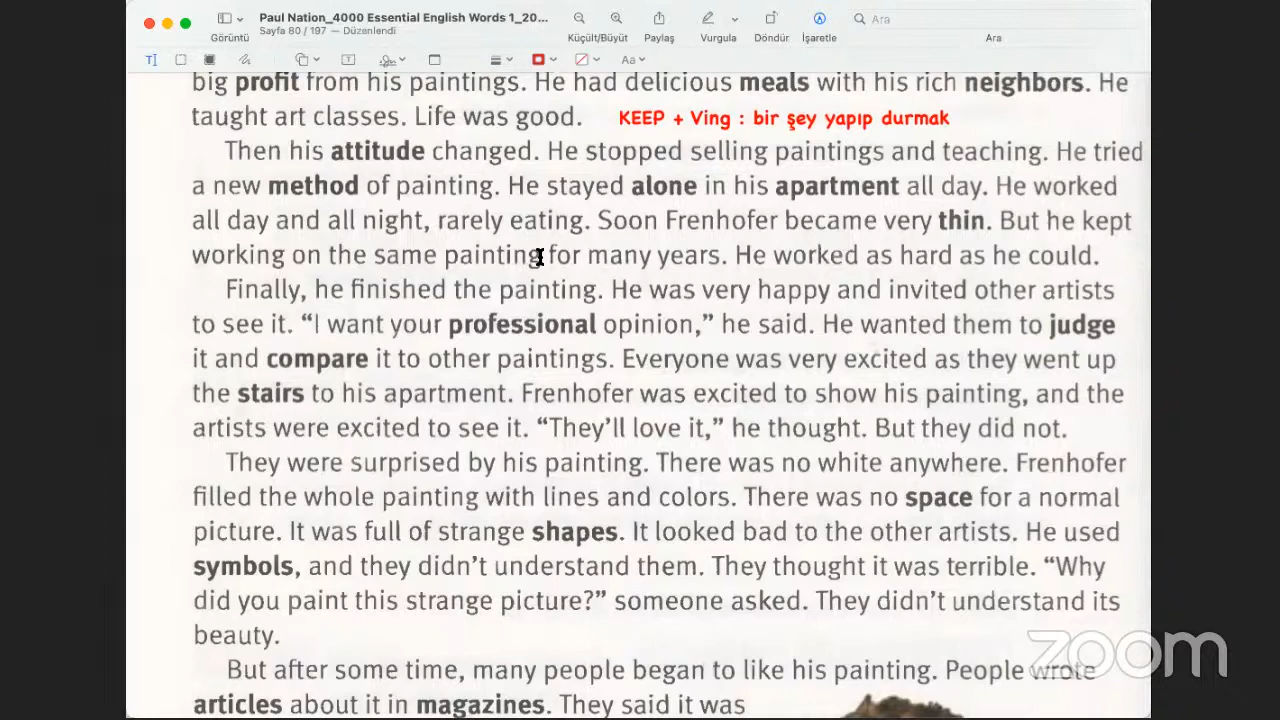 Paul Nation_4000 Essential English Words 1_20...
Sayfa 80 / 197 — Düzenlendi
Görüntü
Küçült/Büyüt
Paylaş
Vurgula
Döndür
İşaretle
Ara
Ara
Aa
big profit from his paintings. He had delicious meals with his rich neighbors. He
taught art classes. Life was good.
KEEP + Ving : bir şey yapıp durmak
Then his attitude changed. He stopped selling paintings and teaching. He tried
a new method of painting. He stayed alone in his apartment all day. He worked
all day and all night, rarely eating. Soon Frenhofer became very thin. But he kept
working on the same painting for many years. He worked as hard as he could.
Finally, he finished the painting. He was very happy and invited other artists
to see it. “I want your professional opinion,” he said. He wanted them to judge
it and compare it to other paintings. Everyone was very excited as they went up
the stairs to his apartment. Frenhofer was excited to show his painting, and the
artists were excited to see it. “They’ll love it,” he thought. But they did not.
They were surprised by his painting. There was no white anywhere. Frenhofer
filled the whole painting with lines and colors. There was no space for a normal
picture. It was full of strange shapes. It looked bad to the other artists. He used
symbols, and they didn’t understand them. They thought it was terrible. “Why
did you paint this strange picture?” someone asked. They didn’t understand its
beauty.
But after some time, many people began to like his painting. People wrote
articles about it in magazines. They said it was
zoom